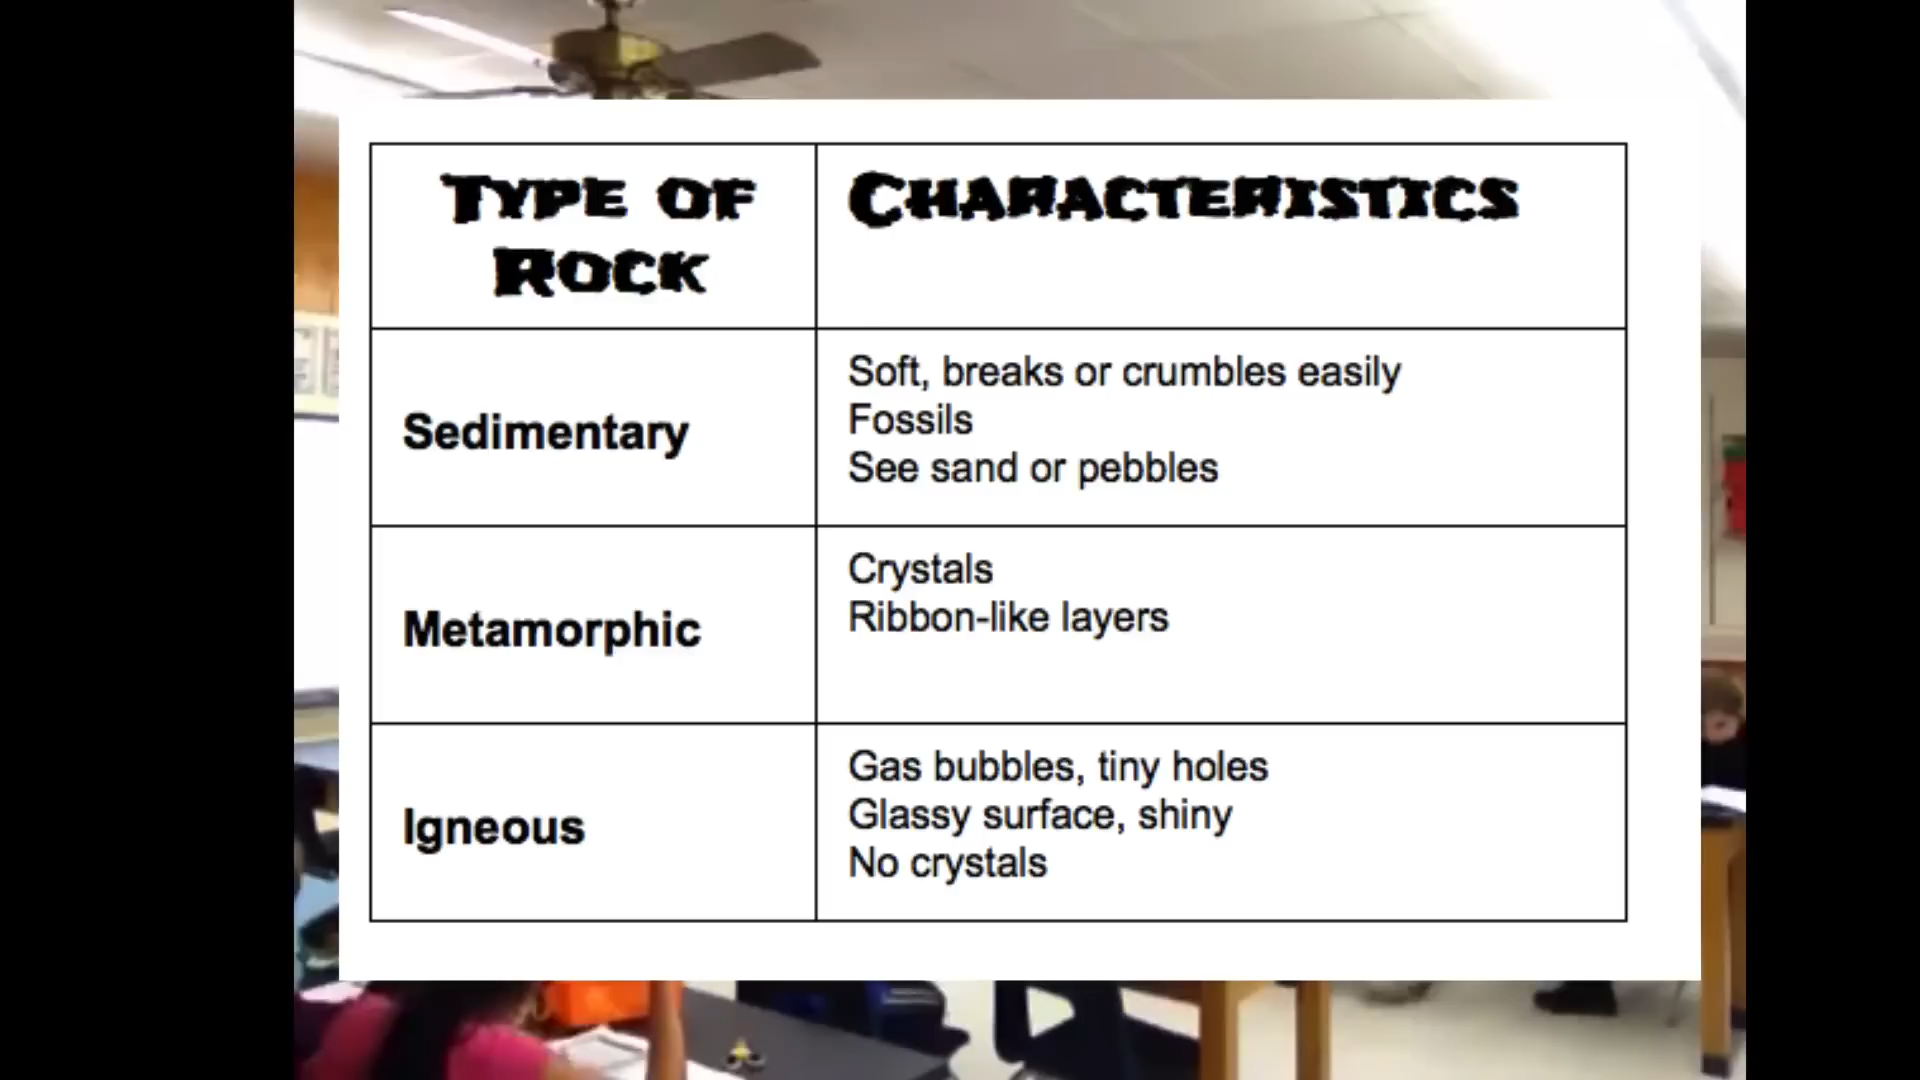 Type of
Rock
Characteristics
Sedimentary
Soft, breaks or crumbles easily
Fossils
See sand or pebbles
Metamorphic
Crystals
Ribbon-like layers
Igneous
Gas bubbles, tiny holes
Glassy surface, shiny
No crystals